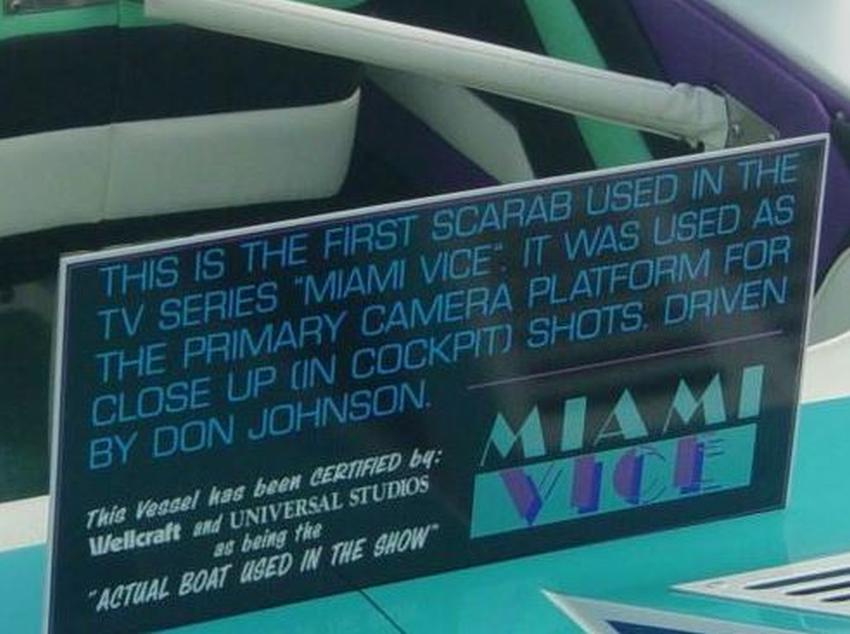 THIS IS THE FIRST SCARAB USED IN THE
TV SERIES "MIAMI VICE". IT WAS USED AS
THE PRIMARY CAMERA PLATFORM FOR
CLOSE UP (IN COCKPIT) SHOTS. DRIVEN
BY DON JOHNSON.
This Vessel has been CERTIFIED by:
Wellcraft and UNIVERSAL STUDIOS
as being the
"ACTUAL BOAT USED IN THE SHOW"
MIAMI
VICE